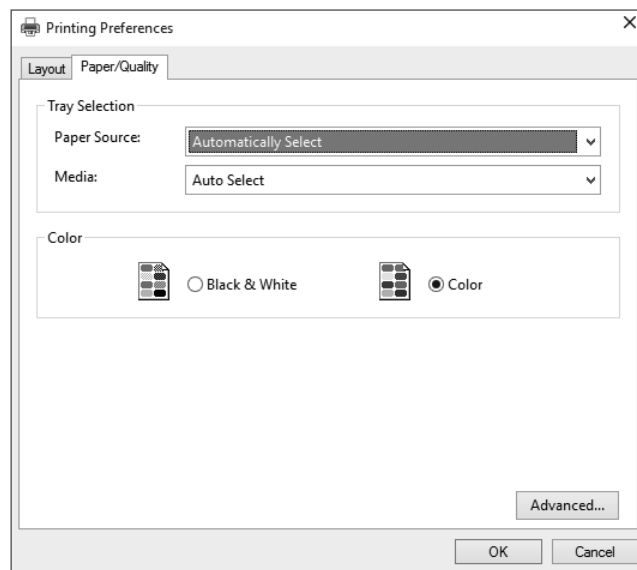 Printing Preferences
Layout Paper/Quality
Tray Selection
Paper Source: Automatically Select
Media: Auto Select
Color
Black & White Color
Advanced...
OK Cancel